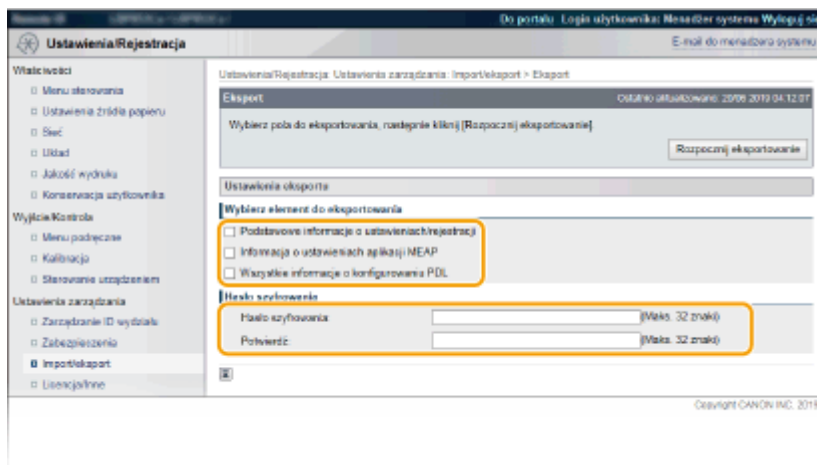 Do portalu Login użytkownika: Menadżer systemu Wyloguj się
Ustawienia/Rejestracja
E-mail do menadżera systemu
Właściwości
Menu sterowania
Ustawienia źródła papieru
Sieć
Układ
Jakość wydruku
Konserwacja użytkownika
Wyjście/Kontrola
Menu podręczne
Kalibracja
Sterowanie urządzeniem
Ustawienia zarządzania
Zarządzanie ID wydziału
Zabezpieczenia
Import/eksport
Licencja/Inne
Ustawienia/Rejestracja: Ustawienia zarządzania: Import/eksport > Eksport
Eksport
Ostatnio aktualizowano: 20/06 2019 04:12:07
Wybierz pola do eksportowania, następnie kliknij [Rozpocznij eksportowanie].
Rozpocznij eksportowanie
Ustawienia eksportu
Wybierz element do eksportowania
Podstawowe informacje o ustawieniach/rejestracji
Informacja o ustawieniach aplikacji MEAP
Wszystkie informacje o konfigurowaniu PDL
Hasło szyfrowania
Hasło szyfrowania: (Maks. 32 znaki)
Potwierdź: (Maks. 32 znaki)
Copyright CANON INC. 2019